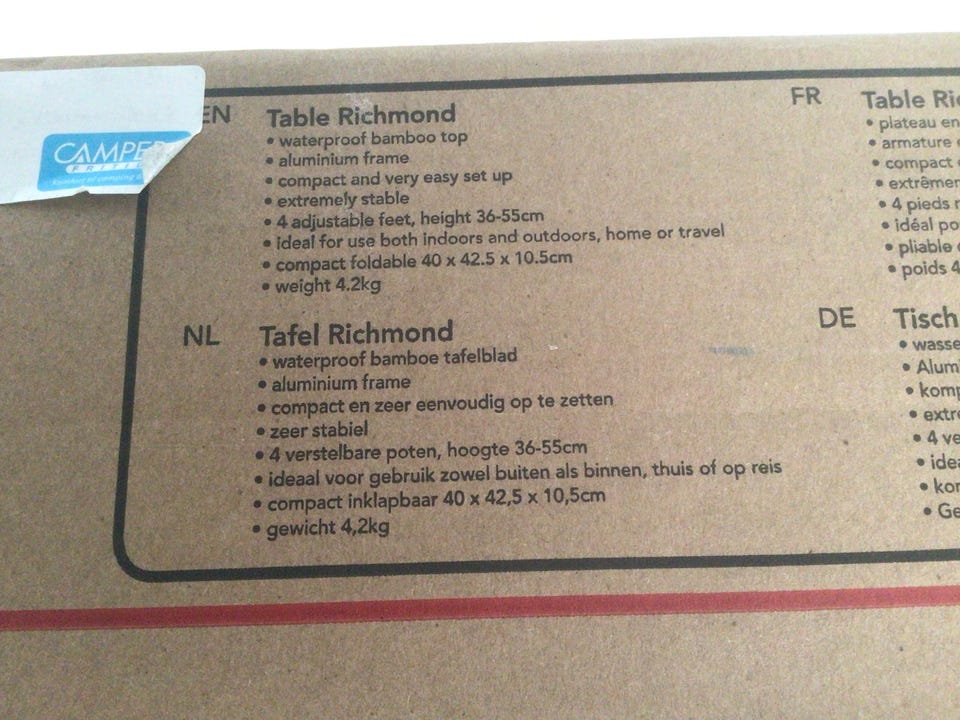 EN
Table Richmond
• waterproof bamboo top
• aluminium frame
• compact and very easy set up
• extremely stable
• 4 adjustable feet, height 36-55cm
• ideal for use both indoors and outdoors, home or travel
• compact foldable 40 x 42.5 x 10.5cm
• weight 4.2kg
FR
Table
• plateau en
• armature
• compact
• 4 pieds
• idéal
• pliable
• poids 4
NL
Tafel Richmond
• waterproof bamboe tafelblad
• aluminium frame
• compact en zeer eenvoudig op te zetten
• zeer stabiel
• 4 verstelbare poten, hoogte 36-55cm
• ideaal voor gebruik zowel buiten als binnen, thuis of op reis
• compact inklapbaar 40 x 42,5 x 10,5cm
• gewicht 4,2kg
DE
Tisch
• 4